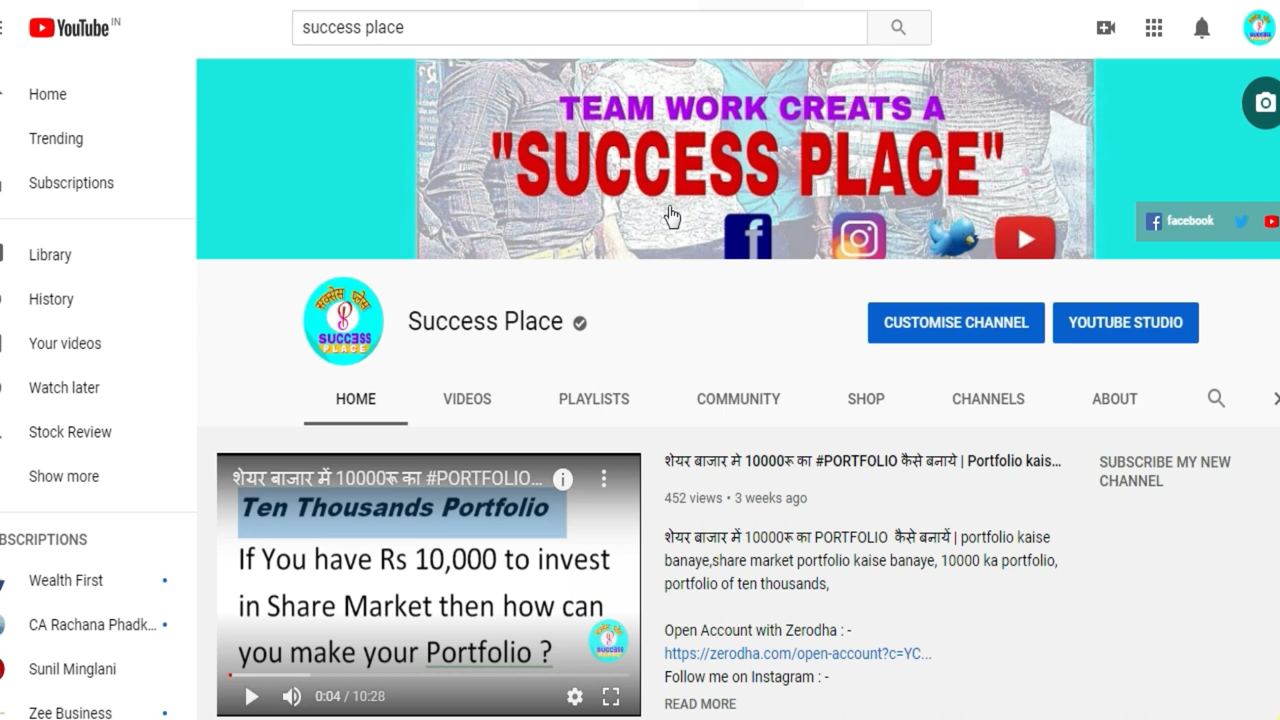 YouTube IN
success place
Home
Trending
Subscriptions
Library
History
Your videos
Watch later
Stock Review
Show more
BSCRIPTIONS
Wealth First
CA Rachana Phadk...
Sunil Minglani
Zee Business
TEAM WORK CREATS A
"SUCCESS PLACE"
facebook
सक्सेस प्लेस
SUCCESS
PLACE
Success Place
CUSTOMISE CHANNEL
YOUTUBE STUDIO
HOME VIDEOS PLAYLISTS COMMUNITY SHOP CHANNELS ABOUT
शेयर बाजार में 10000रू का #PORTFOLIO...
Ten Thousands Portfolio
If You have Rs 10,000 to invest
in Share Market then how can
you make your Portfolio ?
0:04 / 10:28
शेयर बाजार मे 10000रू का #PORTFOLIO कैसे बनाये | Portfolio kais...
452 views • 3 weeks ago
शेयर बाजार में 10000रू का PORTFOLIO कैसे बनायें | portfolio kaise
banaye,share market portfolio kaise banaye, 10000 ka portfolio,
portfolio of ten thousands,
Open Account with Zerodha : -
https://zerodha.com/open-account?c=YC...
Follow me on Instagram : -
READ MORE
SUBSCRIBE MY NEW
CHANNEL